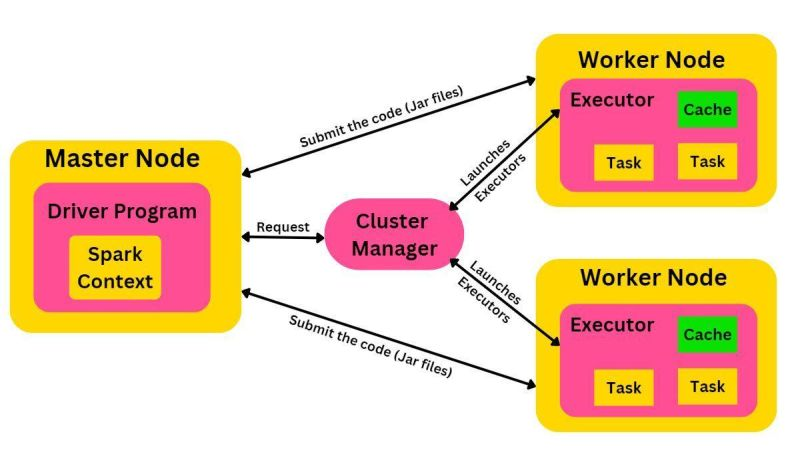 Master Node
Driver Program
Spark
Context
Submit the code (Jar files)
Request
Submit the code (Jar files)
Cluster
Manager
Launches
Executors
Launches
Executors
Worker Node
Executor
Cache
Task
Task
Worker Node
Executor
Cache
Task
Task